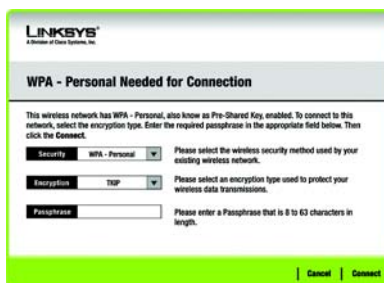 LINKSYS®
A Division of Cisco Systems, Inc.
WPA - Personal Needed for Connection
This wireless network has WPA - Personal, also know as Pre-Shared Key, enabled. To connect to this
network, select the encryption type. Enter the required passphrase in the appropriate field below. Then
click the Connect.
Security WPA - Personal Please select the wireless security method used by your
existing wireless network.
Encryption TKIP Please select an encryption type used to protect your
wireless data transmissions.
Passphrase Please enter a Passphrase that is 8 to 63 characters in
length.
Cancel Connect